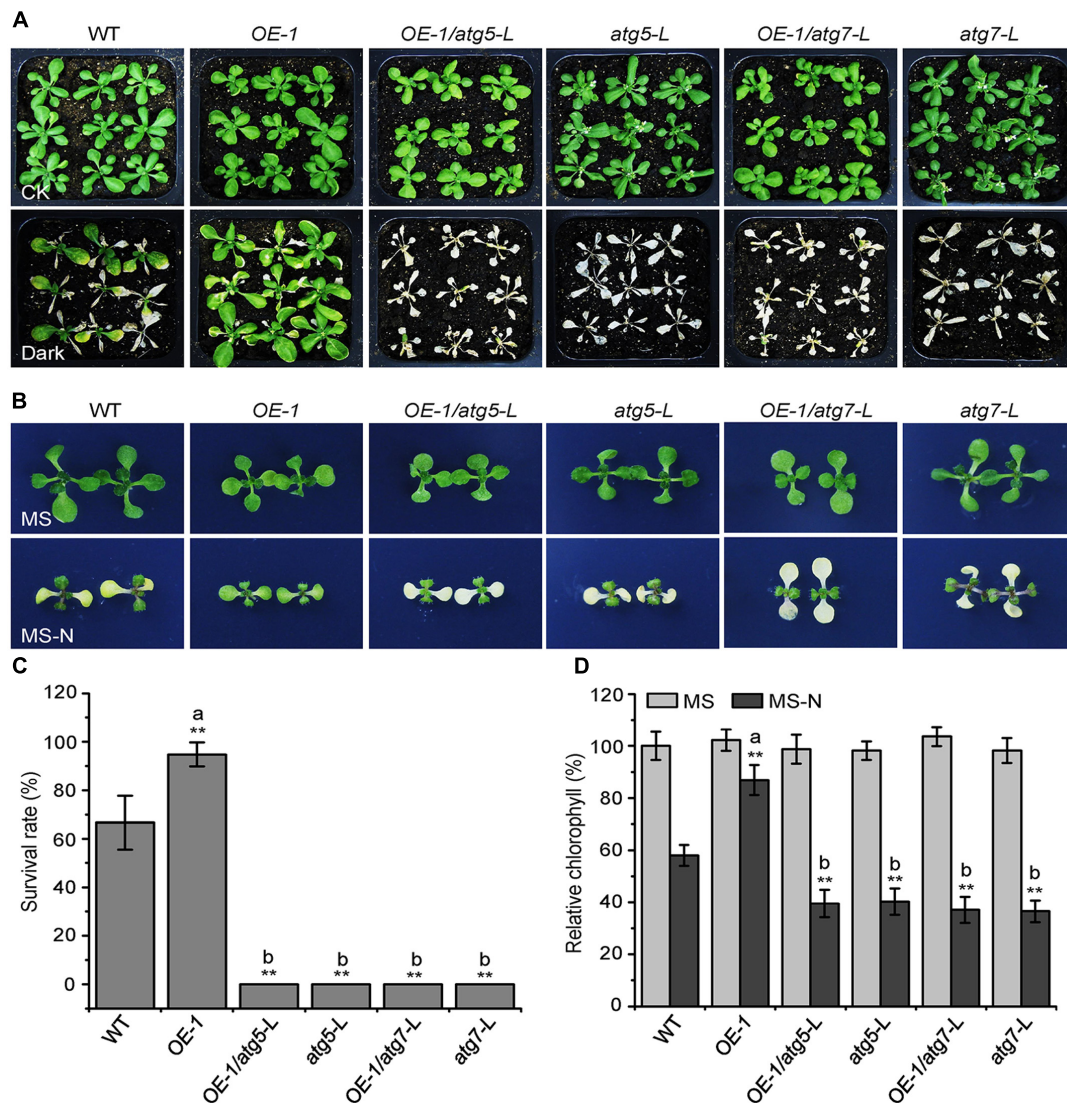 A
WT OE-1 OE-1/atg5-L atg5-L OE-1/atg7-L atg7-L
CK
Dark
B
WT OE-1 OE-1/atg5-L atg5-L OE-1/atg7-L atg7-L
MS
MS-N
C
Survival rate (%)
120
100
80
60
40
20
0
a
**
b
**
b
**
b
**
b
**
WT OE-1 OE-1/atg5-L atg5-L OE-1/atg7-L atg7-L
D
Relative chlorophyll (%)
120
100
80
60
40
20
0
MS MS-N
a
**
b
**
b
**
b
**
b
**
WT OE-1 OE-1/atg5-L atg5-L OE-1/atg7-L atg7-L